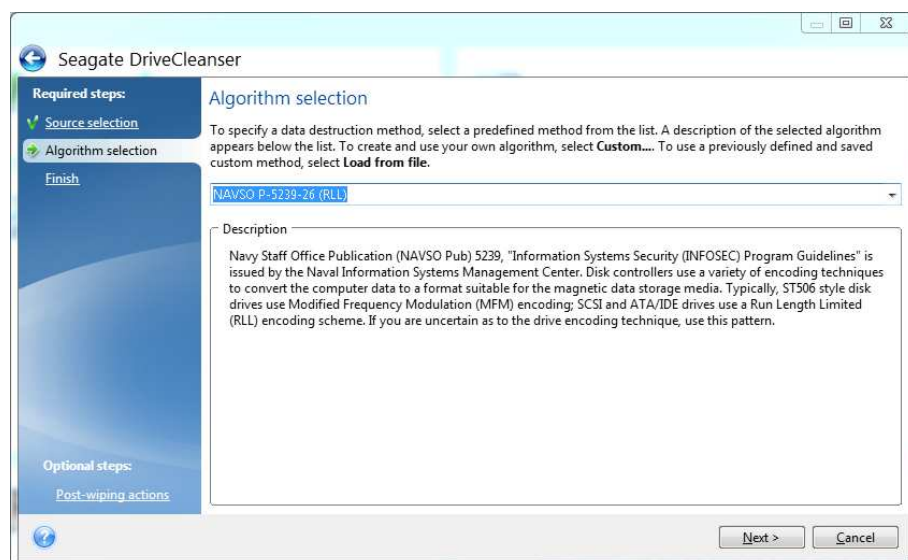 Seagate DriveCleanser
Required steps:
Source selection
Algorithm selection
Finish
Optional steps:
Post-wiping actions
Algorithm selection
To specify a data destruction method, select a predefined method from the list. A description of the selected algorithm
appears below the list. To create and use your own algorithm, select Custom.... To use a previously defined and saved
custom method, select Load from file.
NAVSO P-5239-26 (RLL)
Description
Navy Staff Office Publication (NAVSO Pub) 5239, "Information Systems Security (INFOSEC) Program Guidelines" is
issued by the Naval Information Systems Management Center. Disk controllers use a variety of encoding techniques
to convert the computer data to a format suitable for the magnetic data storage media. Typically, ST506 style disk
drives use Modified Frequency Modulation (MFM) encoding; SCSI and ATA/IDE drives use a Run Length Limited
(RLL) encoding scheme. If you are uncertain as to the drive encoding technique, use this pattern.
Next >
Cancel